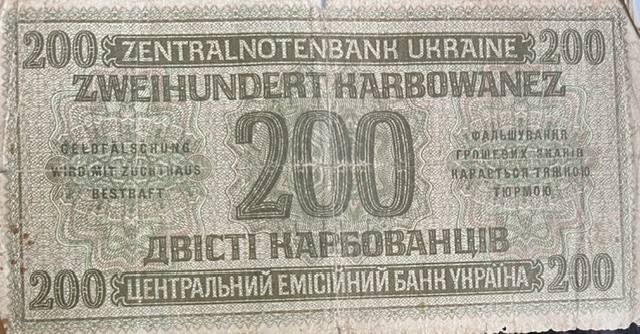 200 ZENTRALNOTENBANK UKRAINE 200
ZWEIHUNDERT KARBOWANEZ
GELDFÄLSCHUNG
WIRD MIT ZUCHTHAUS
BESTRAFT
200
ФАЛЬШУВАННЯ
ГРОШЕВИХ ЗНАКІВ
КАРАЄТЬСЯ ТЯЖКОЮ
ТЮРМОЮ
ДВІСТІ КАРБОВАНЦІВ
200 ЦЕНТРАЛЬНИЙ ЕМІСІЙНИЙ БАНК УКРАЇНА 200